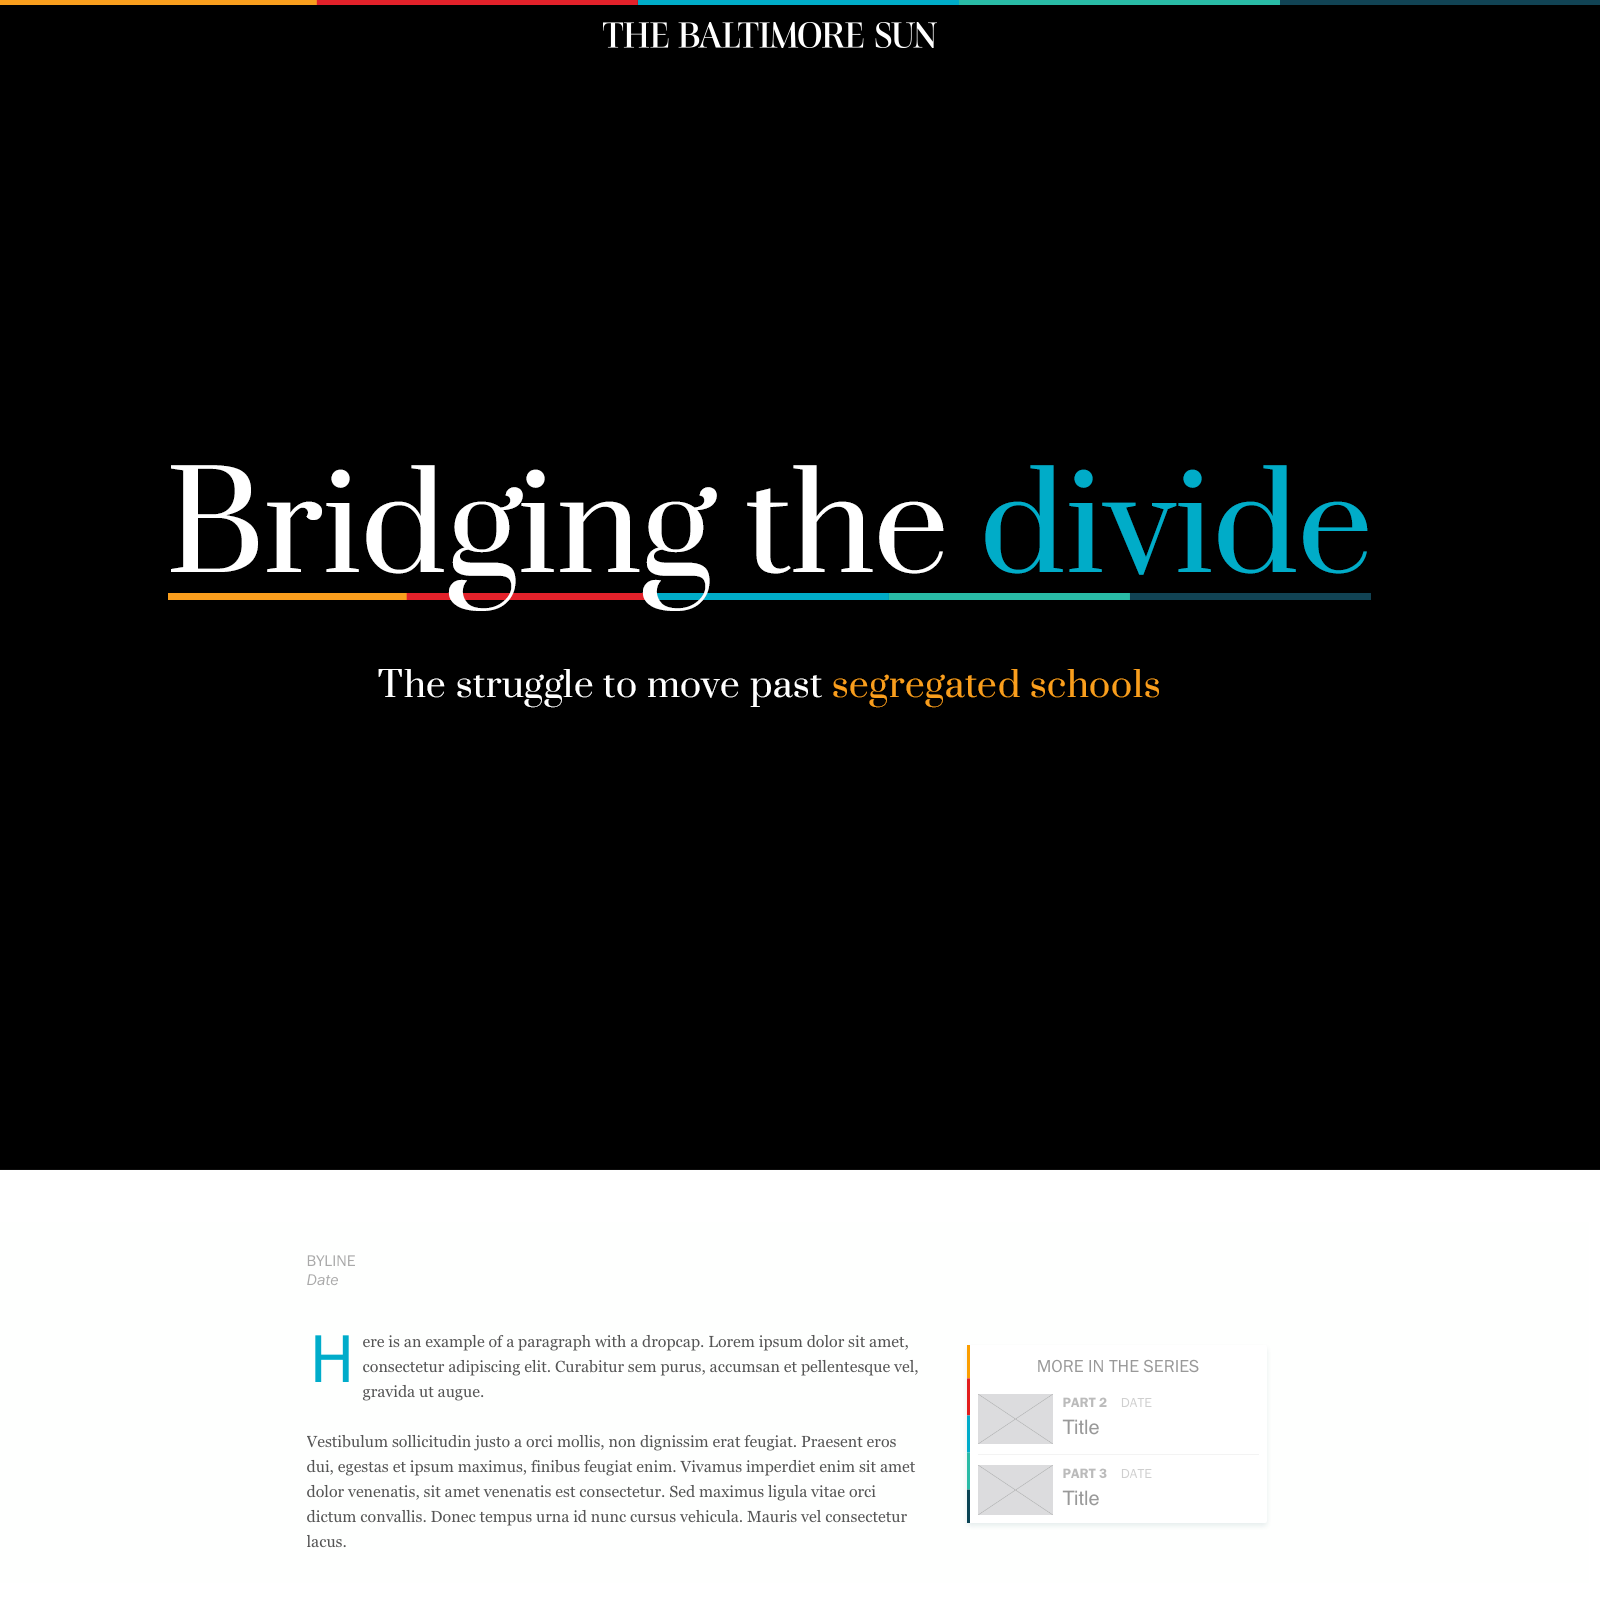 THE BALTIMORE SUN
Bridging the divide
The struggle to move past segregated schools
BYLINE
Date
Here is an example of a paragraph with a dropcap. Lorem ipsum dolor sit amet,
consectetur adipiscing elit. Curabitur sem purus, accumsan et pellentesque vel,
gravida ut augue.
Vestibulum sollicitudin justo a orci mollis, non dignissim erat feugiat. Praesent eros
dui, egestas et ipsum maximus, finibus feugiat enim. Vivamus imperdiet enim sit amet
dolor venenatis, sit amet venenatis est consectetur. Sed maximus ligula vitae orci
dictum convallis. Donec tempus urna id nunc cursus vehicula. Mauris vel consectetur
lacus.
MORE IN THE SERIES
PART 2 DATE
Title
PART 3 DATE
Title